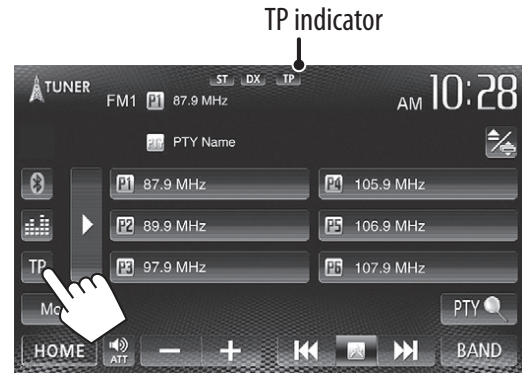 TP indicator
TUNER
ST DX TP
FM1 P1 87.9 MHz
AM 10:28
PTY Name
P1 87.9 MHz
P4 105.9 MHz
P2 89.9 MHz
P5 106.9 MHz
TP
P3 97.9 MHz
P6 107.9 MHz
PTY
HOME
ATT
BAND